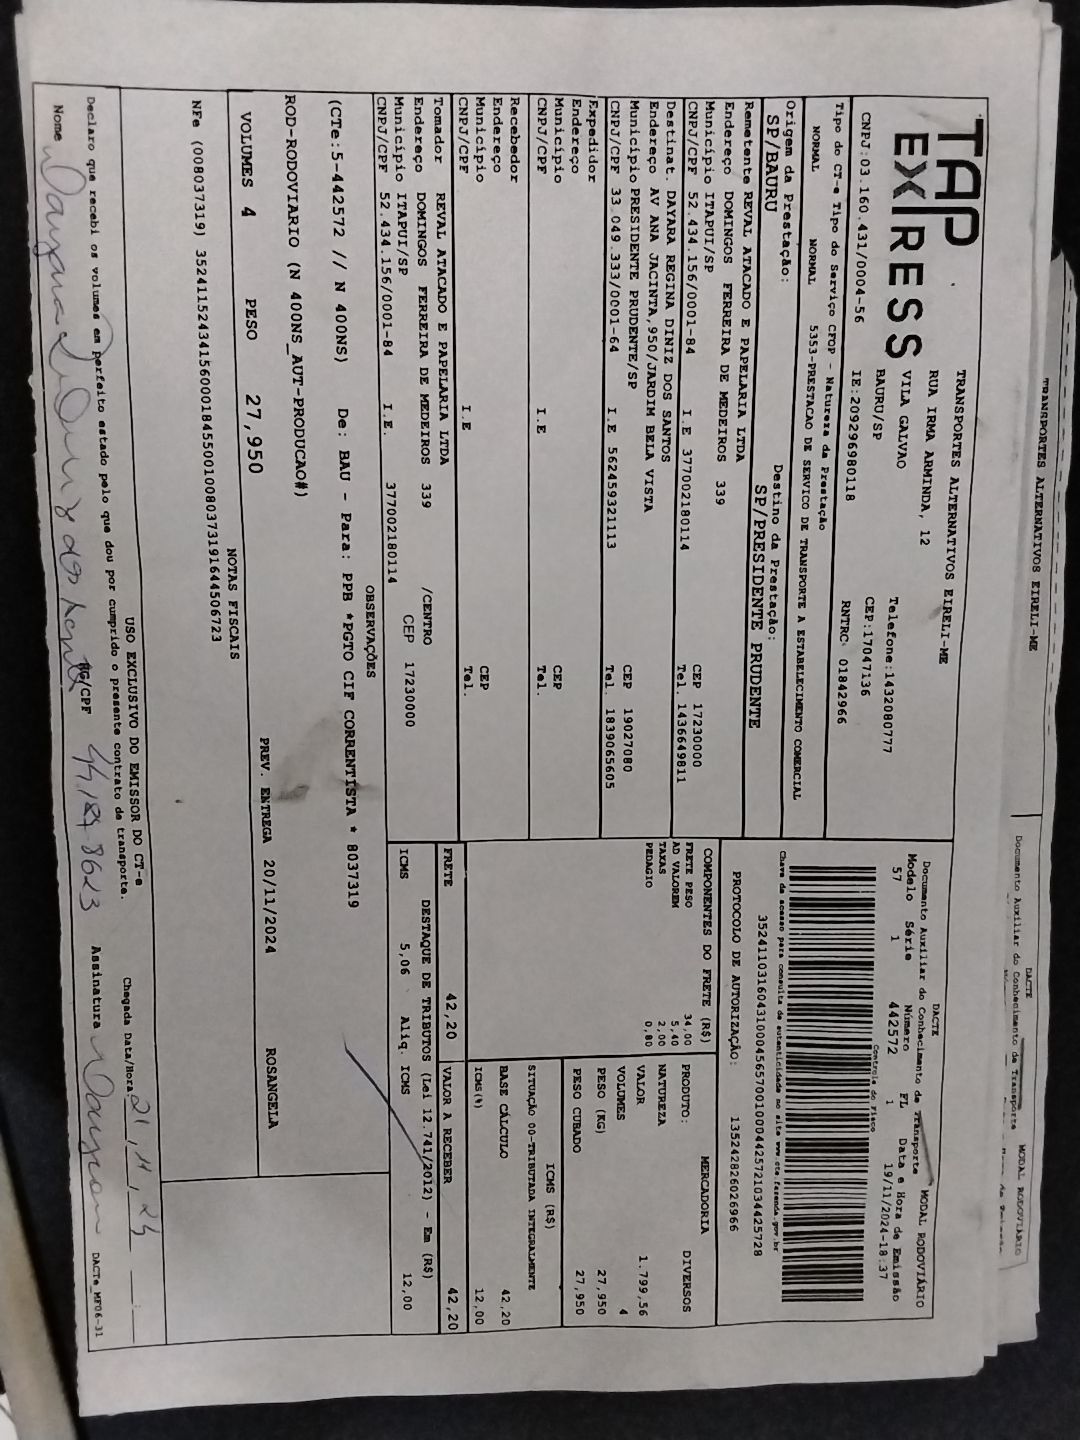 TRANSPORTES ALTERNATIVOS EIRELI-ME
DACTE
MODAL RODOVIÁRIO
Documento Auxiliar do Conhecimento de Transporte
TAP
EXPRESS
TRANSPORTES ALTERNATIVOS EIRELI-ME
RUA IRMA ARMINDA, 12
VILA GALVAO
BAURU/SP
Telefone:1432080777
CEP:17047136
CNPJ:03.160.431/0004-56
IE:209296980118
RNTRC: 01842966
DACTE
Documento Auxiliar do Conhecimento de Transporte
MODAL RODOVIÁRIO
Modelo Série Número FL Data e Hora de Emissão
57 1 442572 1 19/11/2024-18:37
Controle do Fisco
Tipo do CT-e Tipo do Serviço CFOP - Natureza da Prestação
NORMAL NORMAL 5353-PRESTACAO DE SERVICO DE TRANSPORTE A ESTABELECIMENTO COMERCIAL
Chave de acesso para consulta de autenticidade no site www.cte.fazenda.gov.br
35241103160431000456570010004425721034425728
PROTOCOLO DE AUTORIZAÇÃO: 135242826026966
Origem da Prestação: Destino da Prestação:
SP/BAURU SP/PRESIDENTE PRUDENTE
Remetente REVAL ATACADO E PAPELARIA LTDA
Endereço DOMINGOS FERREIRA DE MEDEIROS 339
Município ITAPUI/SP CEP 17230000
CNPJ/CPF 52.434.156/0001-84 I.E 377002180114 Tel. 1436649811
Destinat. DAYARA REGINA DINIZ DOS SANTOS
Endereço AV ANA JACINTA,950/JARDIM BELA VISTA
Município PRESIDENTE PRUDENTE/SP CEP 19027080
CNPJ/CPF 33.049.333/0001-64 I.E 562459321113 Tel. 1839065605
Expedidor
Endereço
Município CEP
CNPJ/CPF I.E Tel.
Recebedor
Endereço
Município CEP
CNPJ/CPF I.E Tel.
Tomador REVAL ATACADO E PAPELARIA LTDA
Endereço DOMINGOS FERREIRA DE MEDEIROS 339 /CENTRO
Município ITAPUI/SP CEP 17230000
CNPJ/CPF 52.434.156/0001-84 I.E. 377002180114
COMPONENTES DO FRETE (R$)
FRETE PESO 34,00
AD VALOREM 5,40
TAXAS 2,00
PEDAGIO 0,80
MERCADORIA
PRODUTO: DIVERSOS
NATUREZA
VALOR 1.799,56
VOLUMES 4
PESO (KG) 27,950
PESO CUBADO 27,950
ICMS (R$)
SITUAÇÃO 00-TRIBUTADA INTEGRALMENTE
BASE CÁLCULO 42,20
ICMS(%) 12,00
FRETE 42,20 VALOR A RECEBER 42,20
DESTAQUE DE TRIBUTOS (Lei 12.741/2012) - Em (R$)
ICMS 5,06 Aliq. ICMS 12,00
OBSERVAÇÕES
(CTe:5-442572 // N 400NS) De: BAU - Para: PPB *PGTO CIF CORRENTISTA * 8037319
ROD-RODOVIARIO (N 400NS_AUT-PRODUCAO#)
VOLUMES 4 PESO 27,950 PREV. ENTREGA 20/11/2024 ROSANGELA
NOTAS FISCAIS
NFe (008037319) 35241152434156000184550010080373191644506723
USO EXCLUSIVO DO EMISSOR DO CT-e
Declaro que recebi os volumes em perfeito estado pelo que dou por cumprido o presente contrato de transporte.
Chegada Data/Hora 21, 11, 24
Nome Dayara Diniz dos Santos RG/CPF 44 187 8623 Assinatura Dayara
DACTe_MF06-31